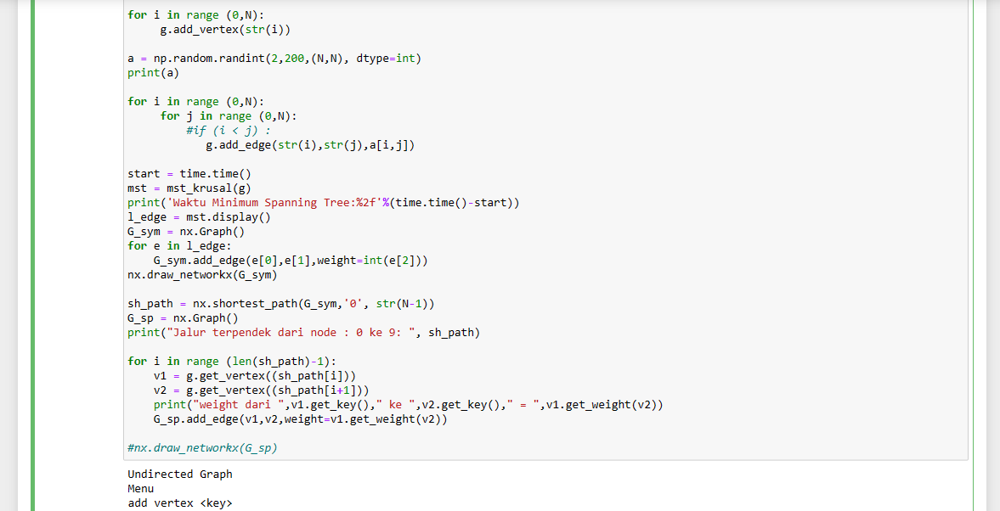 for i in range (0,N):
     g.add_vertex(str(i))
a = np.random.randint(2,200,(N,N), dtype=int)
print(a)
for i in range (0,N):
     for j in range (0,N):
         #if (i < j) :
            g.add_edge(str(i),str(j),a[i,j])
start = time.time()
mst = mst_krusal(g)
print('Waktu Minimum Spanning Tree:%2f'%(time.time()-start))
l_edge = mst.display()
G_sym = nx.Graph()
for e in l_edge:
    G_sym.add_edge(e[0],e[1],weight=int(e[2]))
nx.draw_networkx(G_sym)
sh_path = nx.shortest_path(G_sym,'0', str(N-1))
G_sp = nx.Graph()
print("Jalur terpendek dari node : 0 ke 9: ", sh_path)
for i in range (len(sh_path)-1):
    v1 = g.get_vertex((sh_path[i]))
    v2 = g.get_vertex((sh_path[i+1]))
    print("weight dari ",v1.get_key()," ke ",v2.get_key()," = ",v1.get_weight(v2))
    G_sp.add_edge(v1,v2,weight=v1.get_weight(v2))
#nx.draw_networkx(G_sp)
Undirected Graph
Menu
add vertex <key>